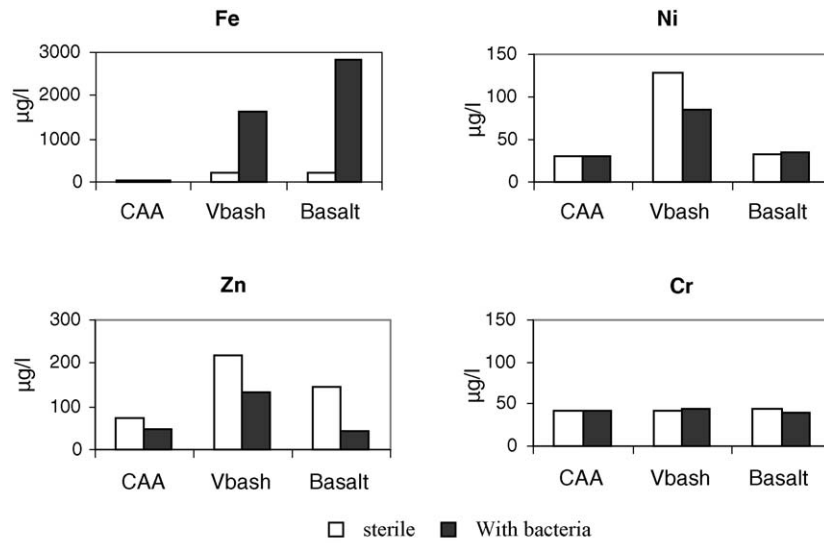 Fe
µg/l
3000
2000
1000
0
CAA Vbash Basalt
Ni
µg/l
150
100
50
0
CAA Vbash Basalt
Zn
µg/l
300
200
100
0
CAA Vbash Basalt
Cr
µg/l
150
100
50
0
CAA Vbash Basalt
sterile With bacteria